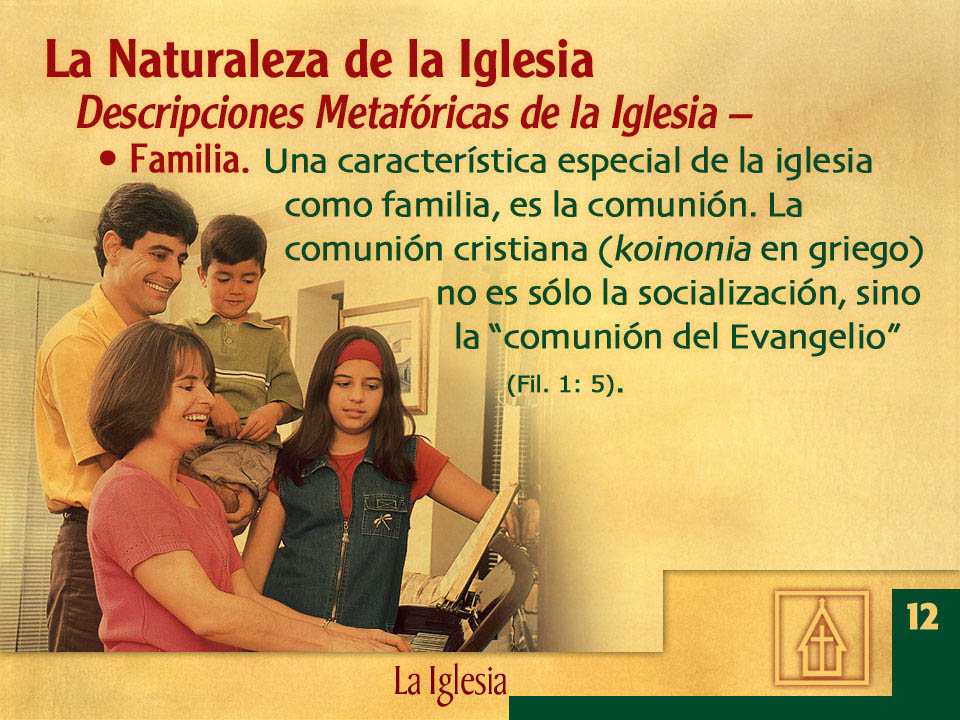 La Naturaleza de la Iglesia
Descripciones Metafóricas de la Iglesia –
• Familia. Una característica especial de la iglesia
como familia, es la comunión. La
comunión cristiana (koinonia en griego)
no es sólo la socialización, sino
la “comunión del Evangelio”
(Fil. 1: 5).
12
La Iglesia